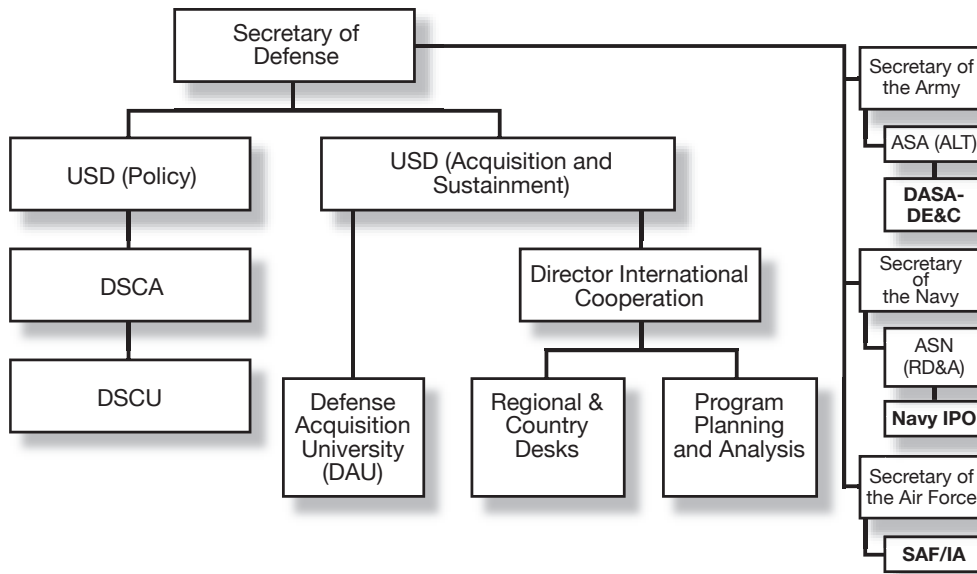 Secretary of
Defense
USD (Policy)
DSCA
DSCU
USD (Acquisition and
Sustainment)
Defense
Acquisition
University
(DAU)
Director International
Cooperation
Regional &
Country
Desks
Program
Planning
and Analysis
Secretary of
the Army
ASA (ALT)
DASA-
DE&C
Secretary
of
the Navy
ASN
(RD&A)
Navy IPO
Secretary of
the Air Force
SAF/IA